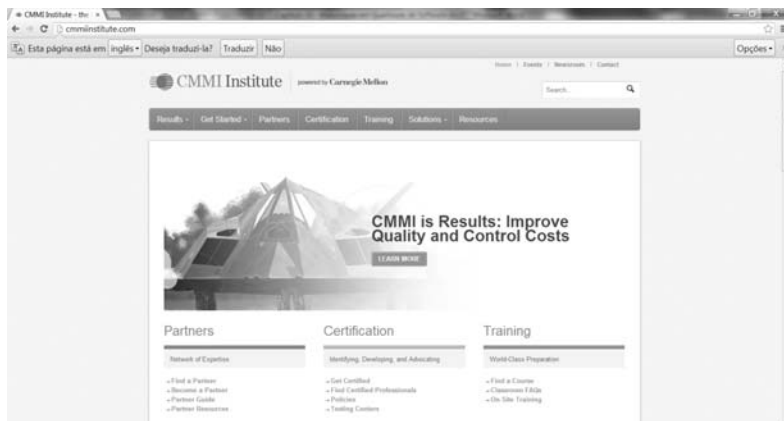 CMMI Institute - the
cmmiinstitute.com
Esta página está em inglês Deseja traduzi-la? Traduzir Não Opções
Home | Events | Newsroom | Contact
CMMI Institute powered by Carnegie Mellon
Search..
Results Get Started Partners Certification Training Solutions Resources
CMMI is Results: Improve
Quality and Control Costs
LEARN MORE
Partners
Network of Expertise
Find a Partner
Become a Partner
Partner Guide
Partner Resources
Certification
Identifying, Developing, and Advocating
Get Certified
Find Certified Professionals
Policies
Testing Centers
Training
World-Class Preparation
Find a Course
Classroom FAQs
On Site Training